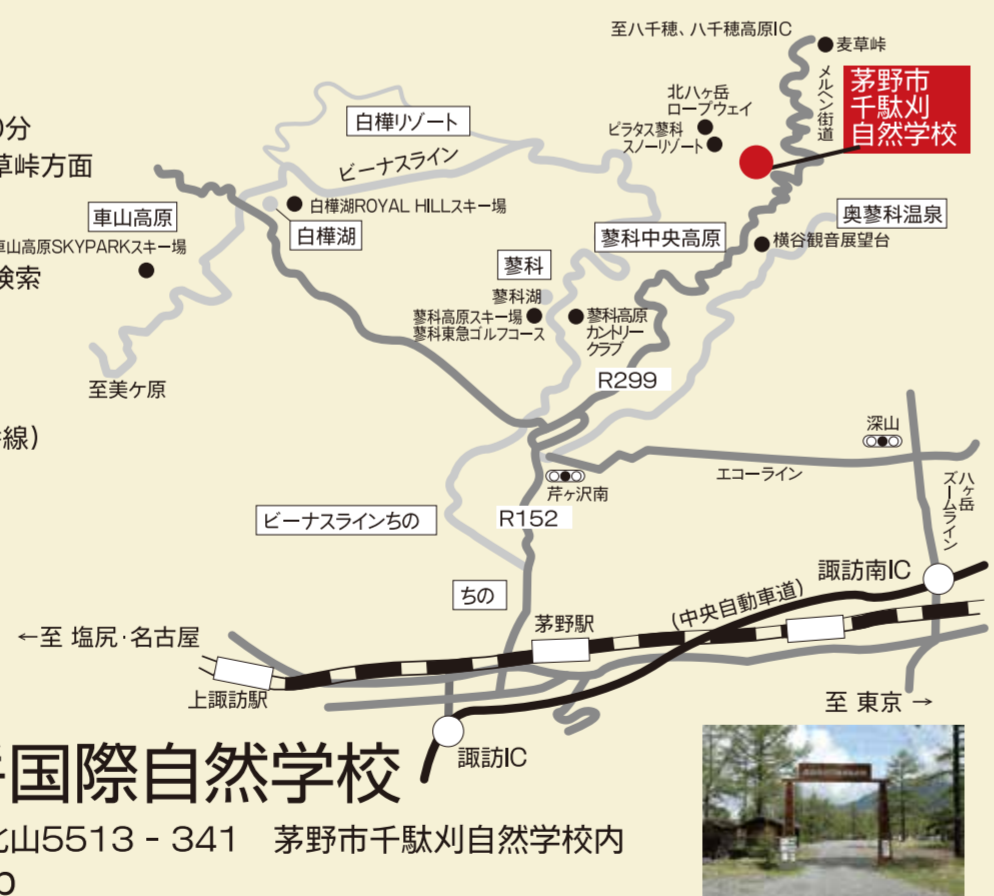 至八千穂、八千穂高原IC
麦草峠
メルヘン街道
茅野市
千駄刈
自然学校
北八ヶ岳
ロープウェイ
ピラタス蓼科
スノーリゾート
0分
草峠方面
白樺リゾート
ビーナスライン
車山高原
白樺湖ROYAL HILLスキー場
白樺湖
車山高原SKYPARKスキー場
検索
奥蓼科温泉
蓼科中央高原
横谷観音展望台
蓼科
蓼科湖
蓼科高原スキー場
蓼科東急ゴルフコース
蓼科高原
カントリー
クラブ
至美ケ原
R299
線）
深山
エコーライン
芹ヶ沢南
八ヶ岳
ズームライン
ビーナスラインちの
R152
ちの
諏訪南IC
（中央自動車道）
茅野駅
←至 塩尻・名古屋
上諏訪駅
至 東京 →
諏訪IC
国際自然学校
北山5513 - 341　茅野市千駄刈自然学校内